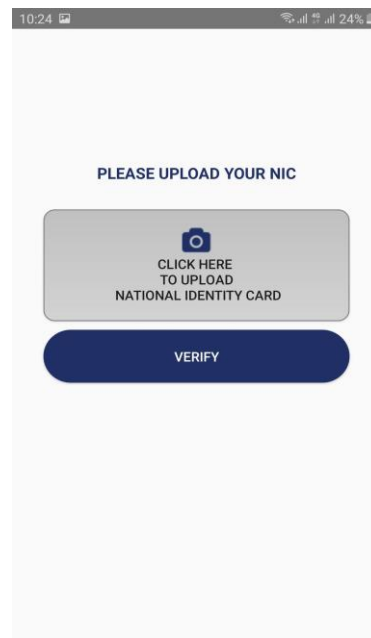 10:24 24%
PLEASE UPLOAD YOUR NIC
CLICK HERE
TO UPLOAD
NATIONAL IDENTITY CARD
VERIFY